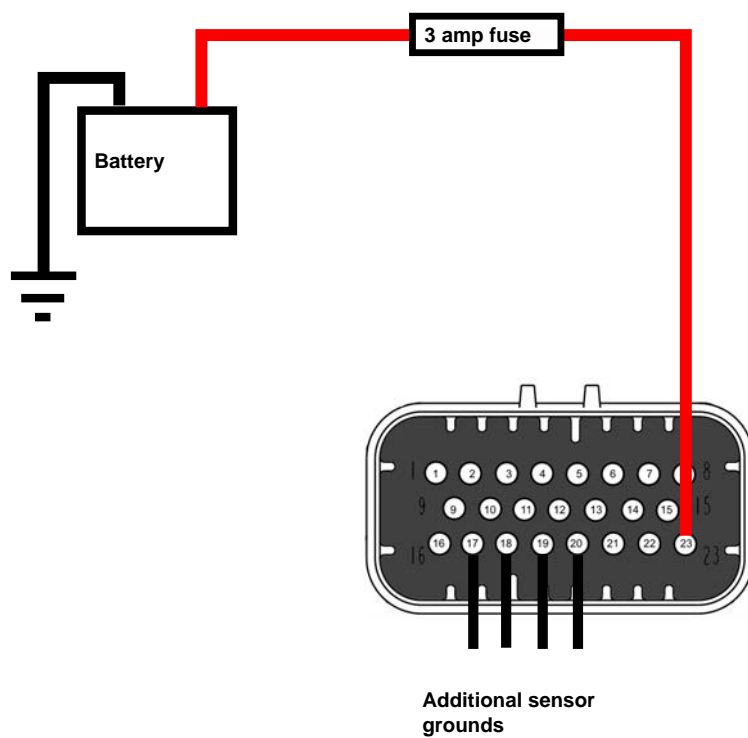 3 amp fuse
Battery
1 1 2 3 4 5 6 7 8
9 9 10 11 12 13 14 15 15
16 16 17 18 19 20 21 22 23 23
Additional sensor
grounds